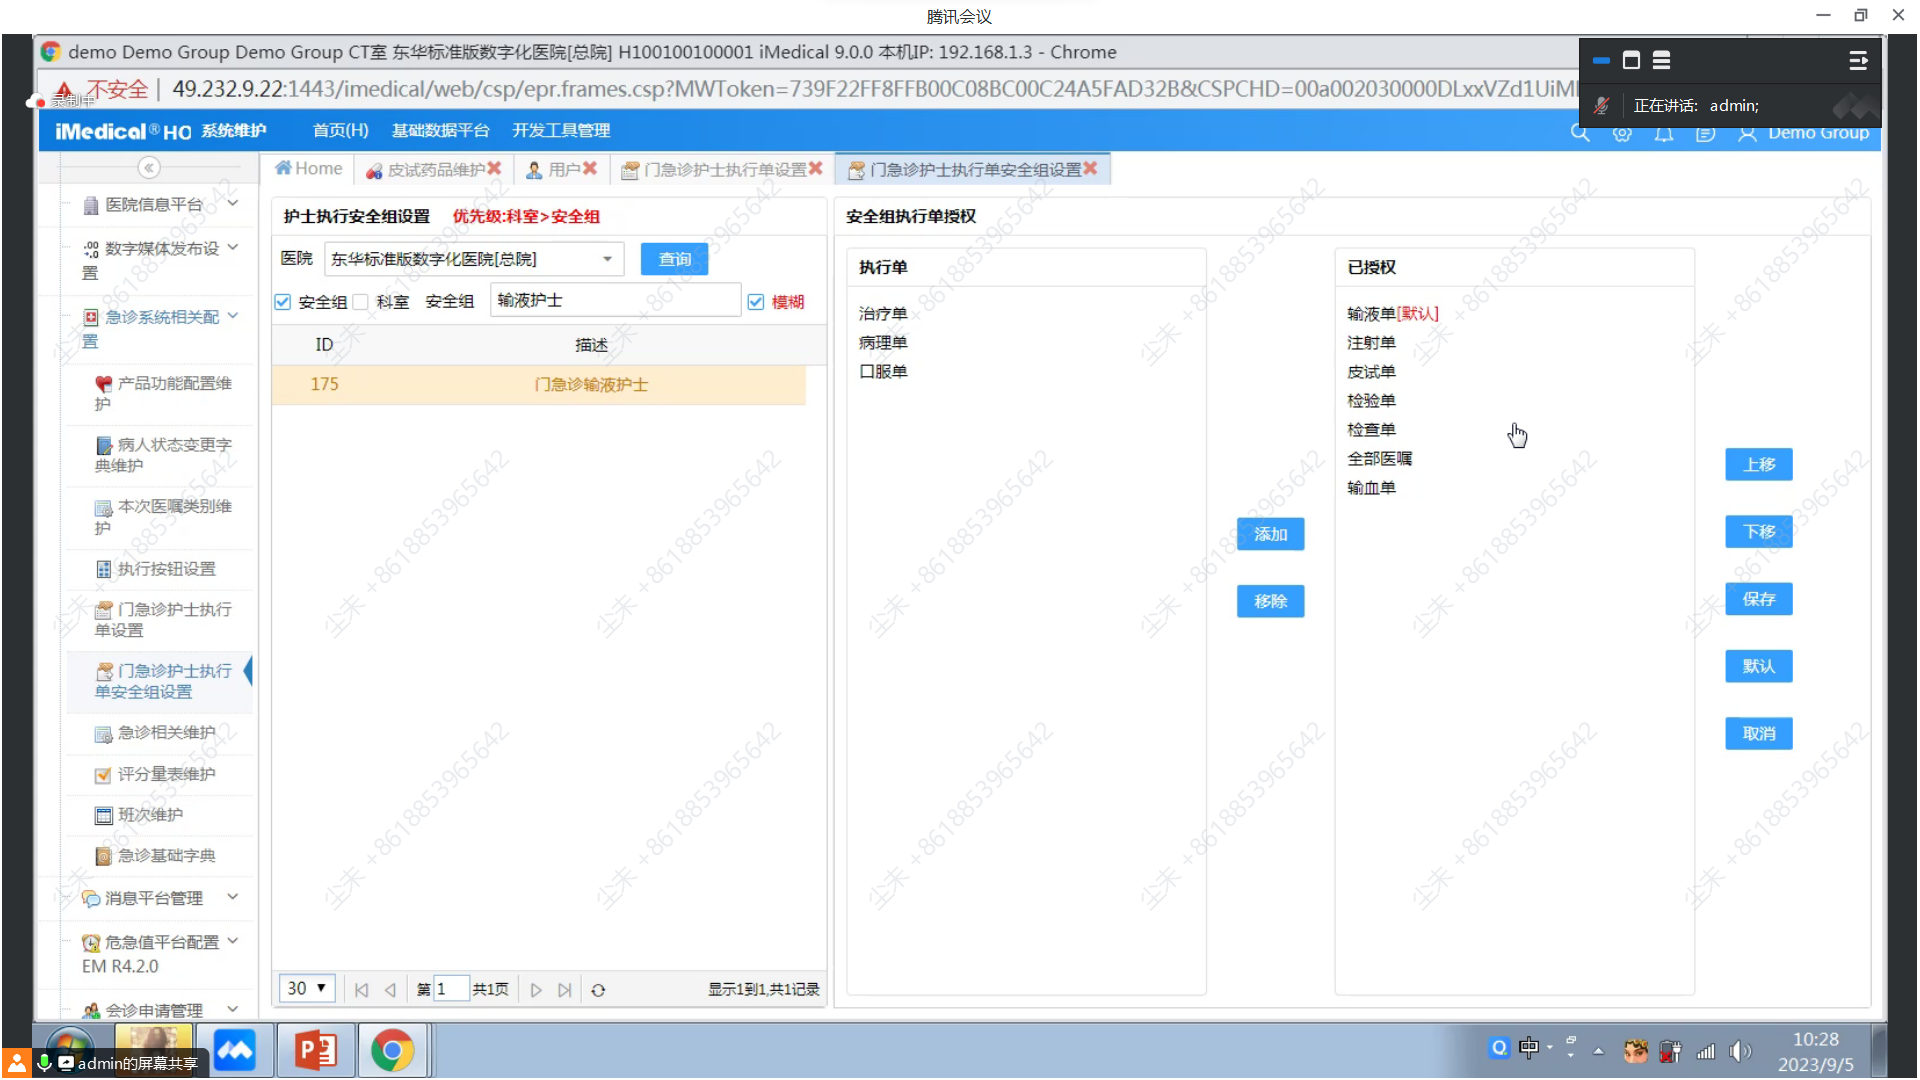 腾讯会议
demo Demo Group Demo Group CT室 东华标准版数字化医院[总院] H100100100001 iMedical 9.0.0 本机IP: 192.168.1.3 - Chrome
不安全 | 49.232.9.22:1443/imedical/web/csp/epr.frames.csp?MWToken=739F22FF8FFB00C08BC00C24A5FAD32B&CSPCHD=00a002030000DLxxVZd1UiMI
录制中
正在讲话: admin;
iMedical® HO 系统维护 首页(H) 基础数据平台 开发工具管理 Demo Group
Home 皮试药品维护 用户 门急诊护士执行单设置 门急诊护士执行单安全组设置
医院信息平台
数字媒体发布设
置
急诊系统相关配
置
产品功能配置维
护
病人状态变更字
典维护
本次医嘱类别维
护
执行按钮设置
门急诊护士执行
单设置
门急诊护士执行
单安全组设置
急诊相关维护
评分量表维护
班次维护
急诊基础字典
消息平台管理
危急值平台配置
EM R4.2.0
会诊申请管理
护士执行安全组设置 优先级:科室>安全组
医院 东华标准版数字化医院[总院] 查询
安全组 科室 安全组 输液护士 模糊
ID 描述
175 门急诊输液护士
30 第 1 共1页 显示1到1,共1记录
安全组执行单授权
执行单
治疗单
病理单
口服单
添加
移除
已授权
输液单[默认]
注射单
皮试单
检验单
检查单
全部医嘱
输血单
上移
下移
保存
默认
取消
尘未 +8618853965642
admin的屏幕共享
中
10:28
2023/9/5